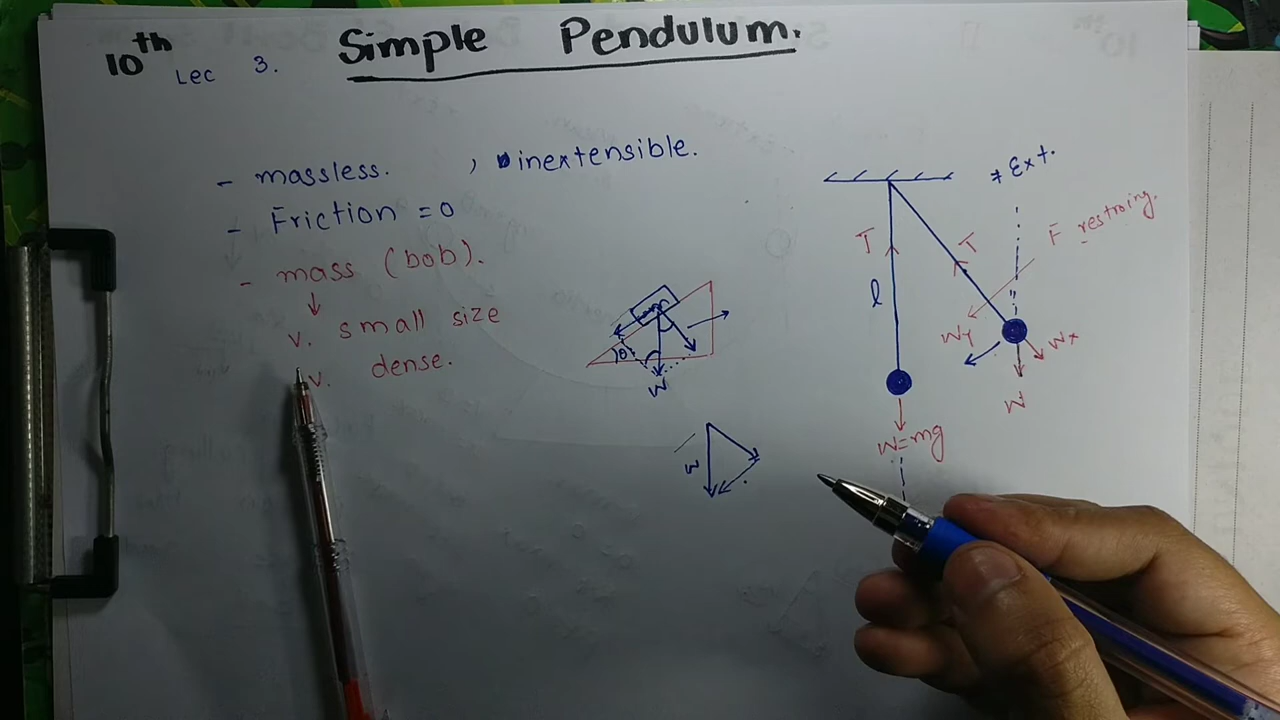 10th
Lec 3.
Simple Pendulum.
- massless. , inextensible.
- Friction = 0
- mass (bob).
↓
v. small size
v. dense.
10°
W
W
* Ext.
F restroing.
T
T
l
Wy
Wx
W
W=mg